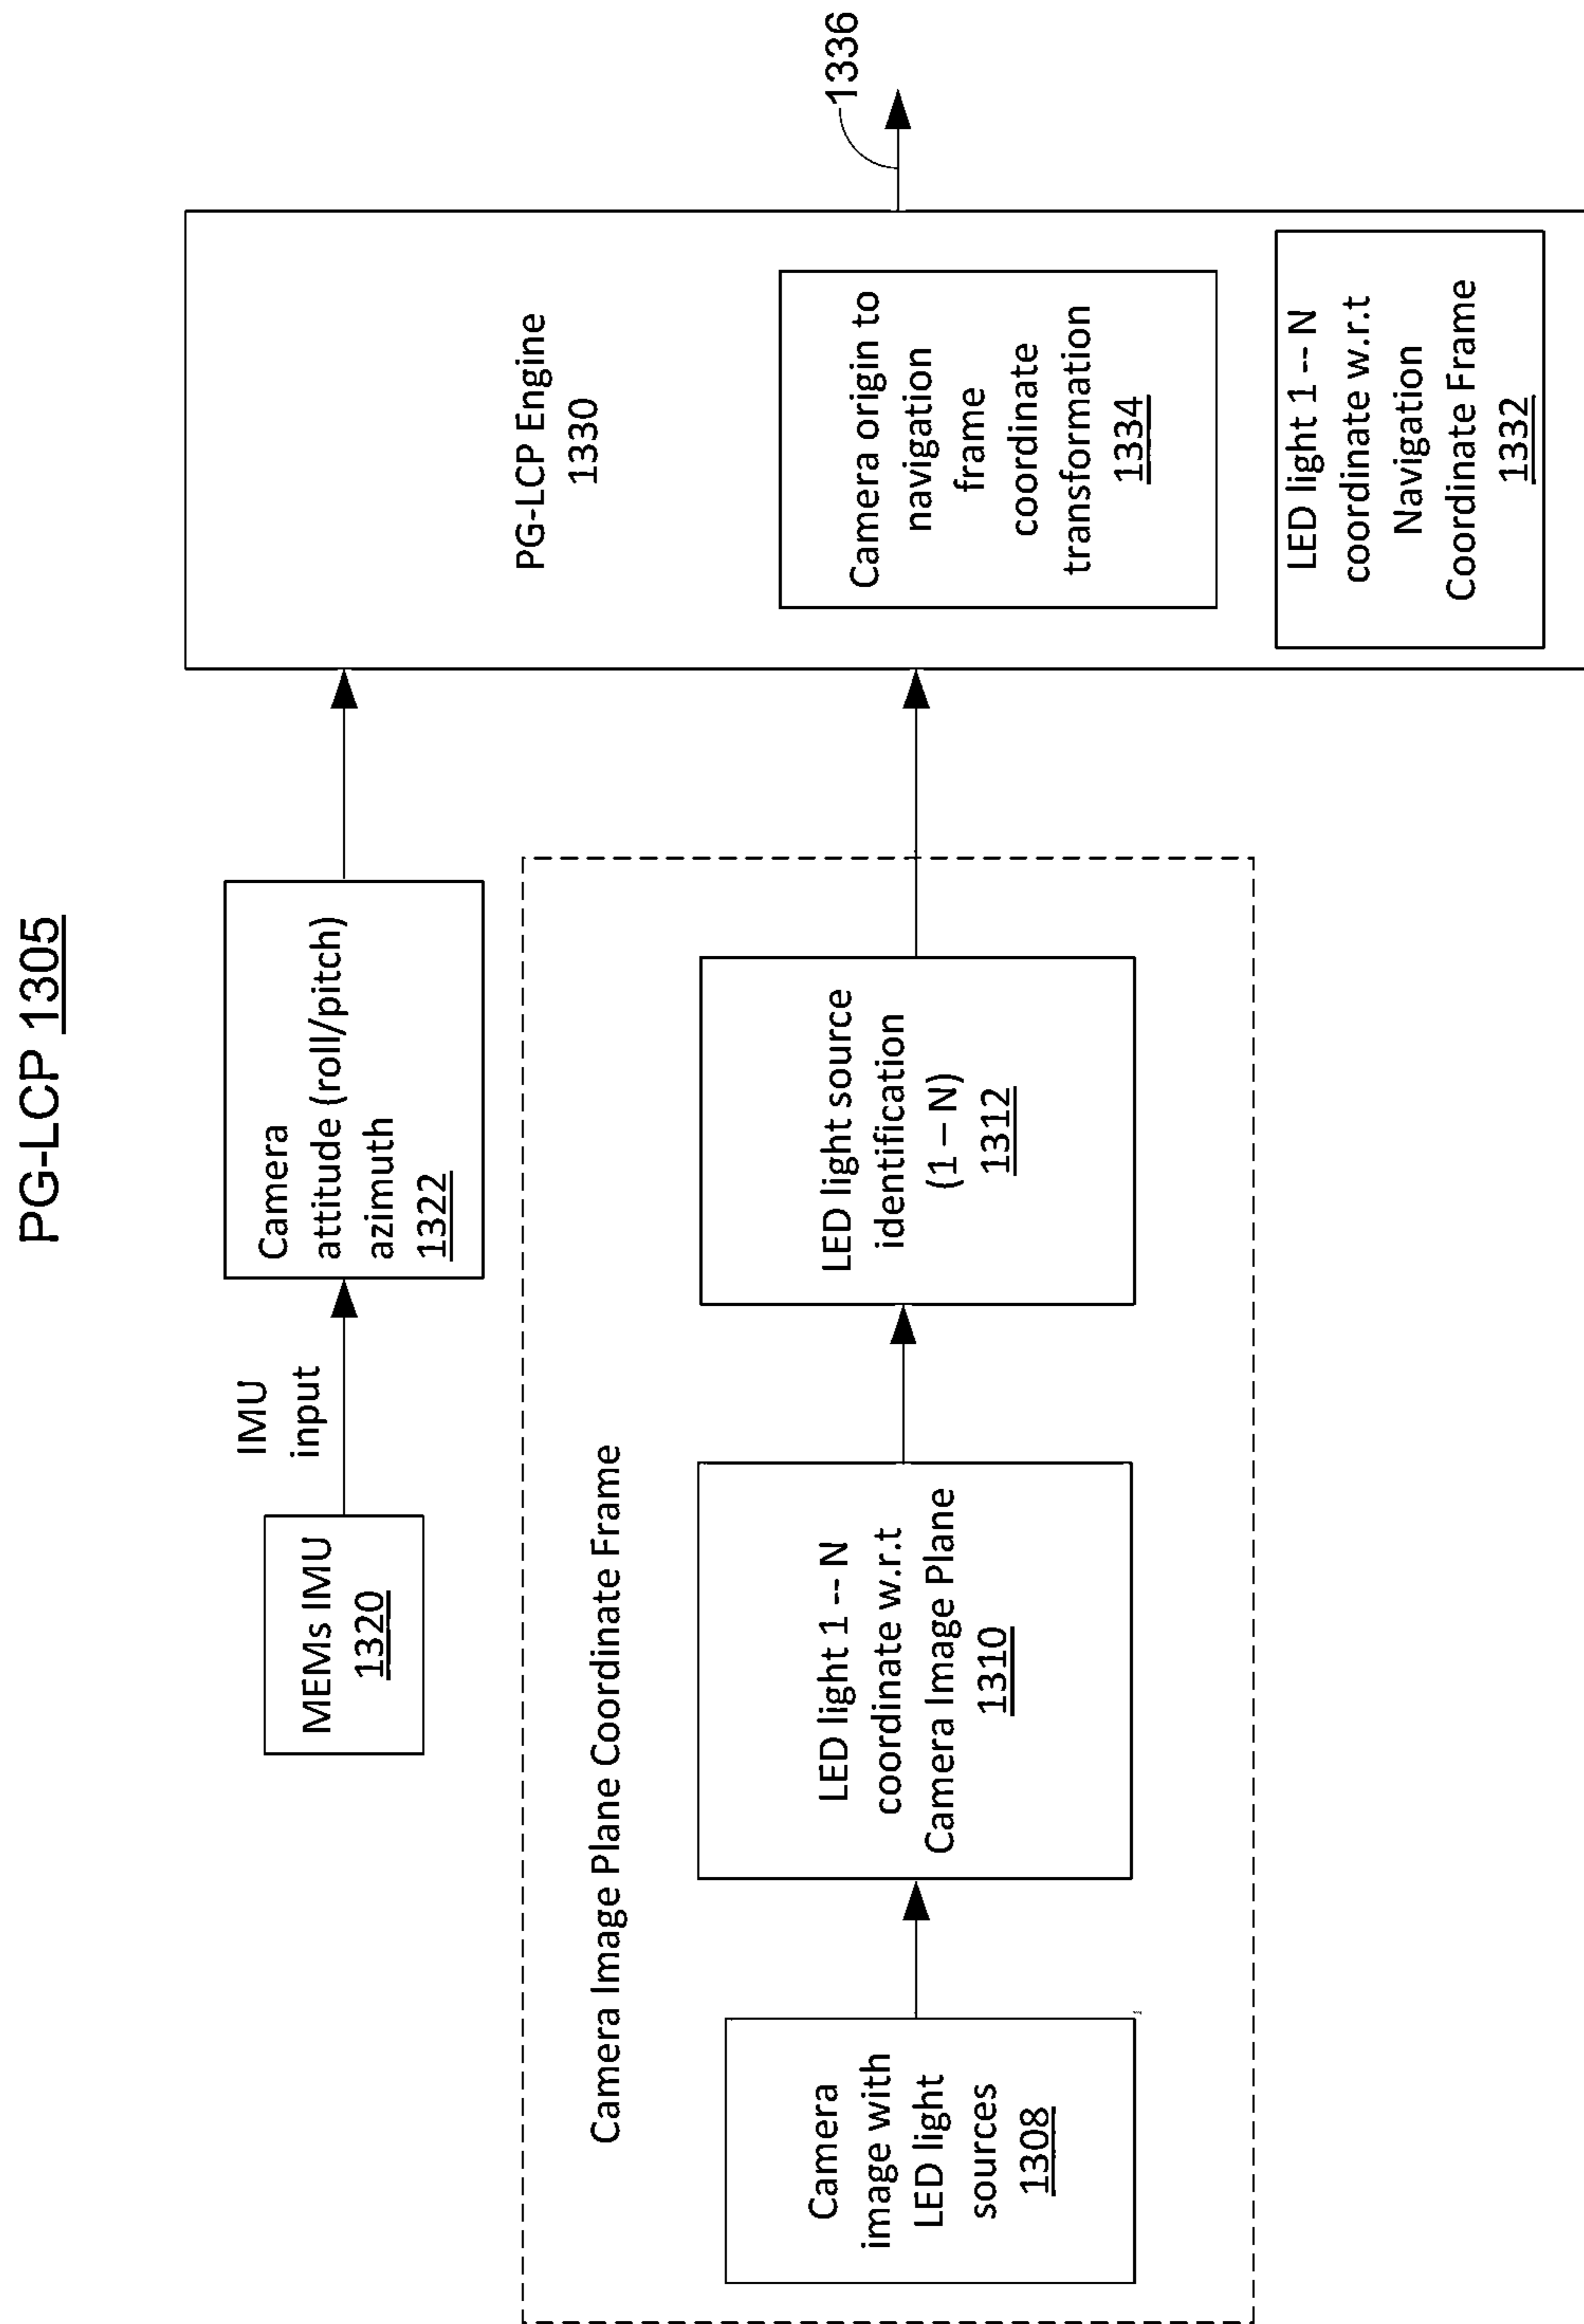 PG-LCP 1305
MEMs IMU
1320
IMU
input
Camera
attitude (roll/pitch)
azimuth
1322
Camera Image Plane Coordinate Frame
Camera
image with
LED light
sources
1308
LED light 1 -- N
coordinate w.r.t
Camera Image Plane
1310
LED light source
identification
(1 – N)
1312
PG-LCP Engine
1330
Camera origin to
navigation
frame
coordinate
transformation
1334
LED light 1 -- N
coordinate w.r.t
Navigation
Coordinate Frame
1332
1336